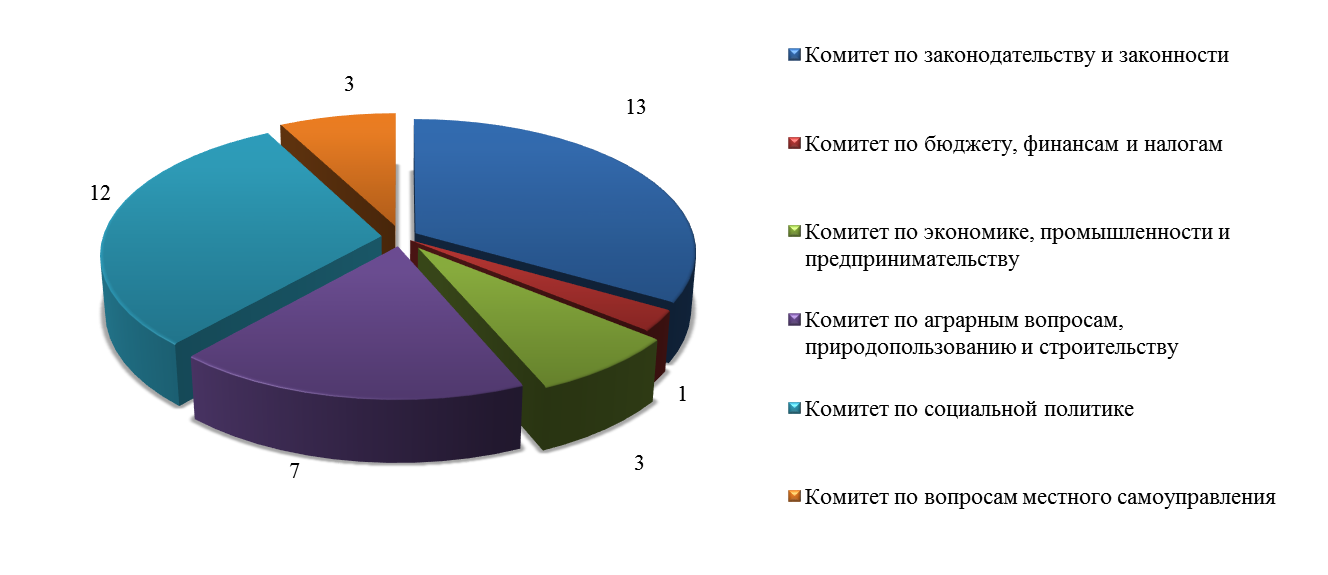 3
13
12
1
3
7
Комитет по законодательству и законности
Комитет по бюджету, финансам и налогам
Комитет по экономике, промышленности и
предпринимательству
Комитет по аграрным вопросам,
природопользованию и строительству
Комитет по социальной политике
Комитет по вопросам местного самоуправления